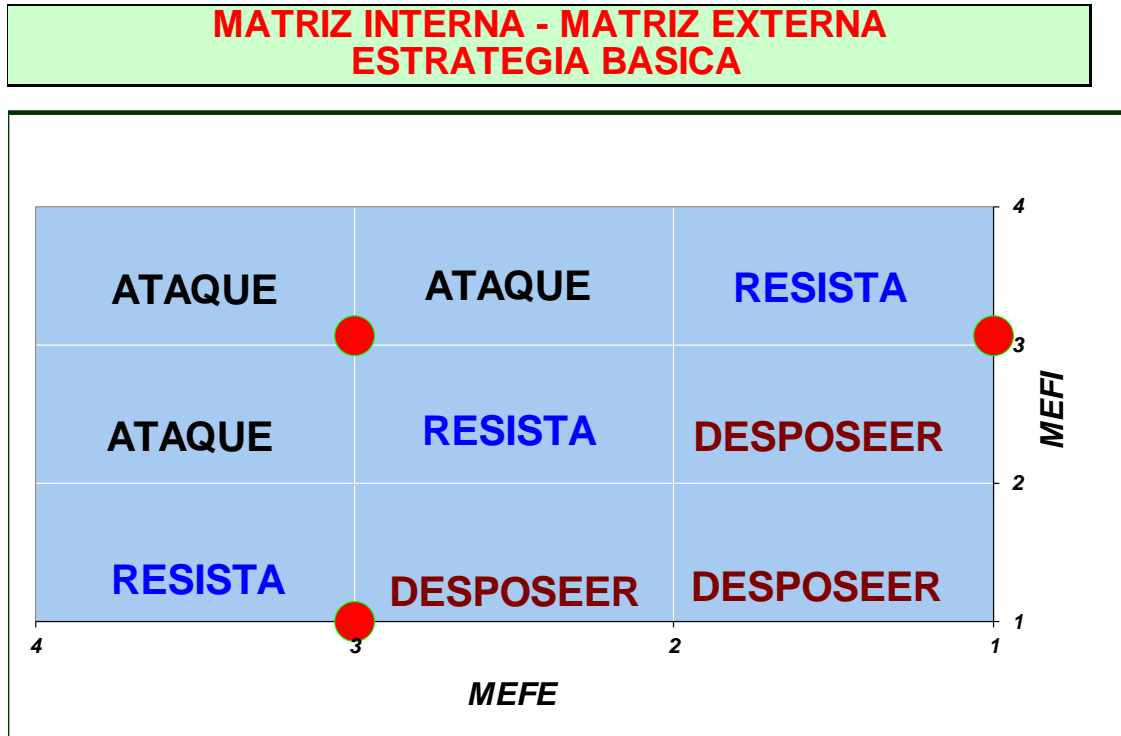 MATRIZ INTERNA - MATRIZ EXTERNA
ESTRATEGIA BASICA
4
ATAQUE
ATAQUE
RESISTA
3
MEFI
ATAQUE
RESISTA
DESPOSEER
2
RESISTA
DESPOSEER
DESPOSEER
1
4
3
2
1
MEFE